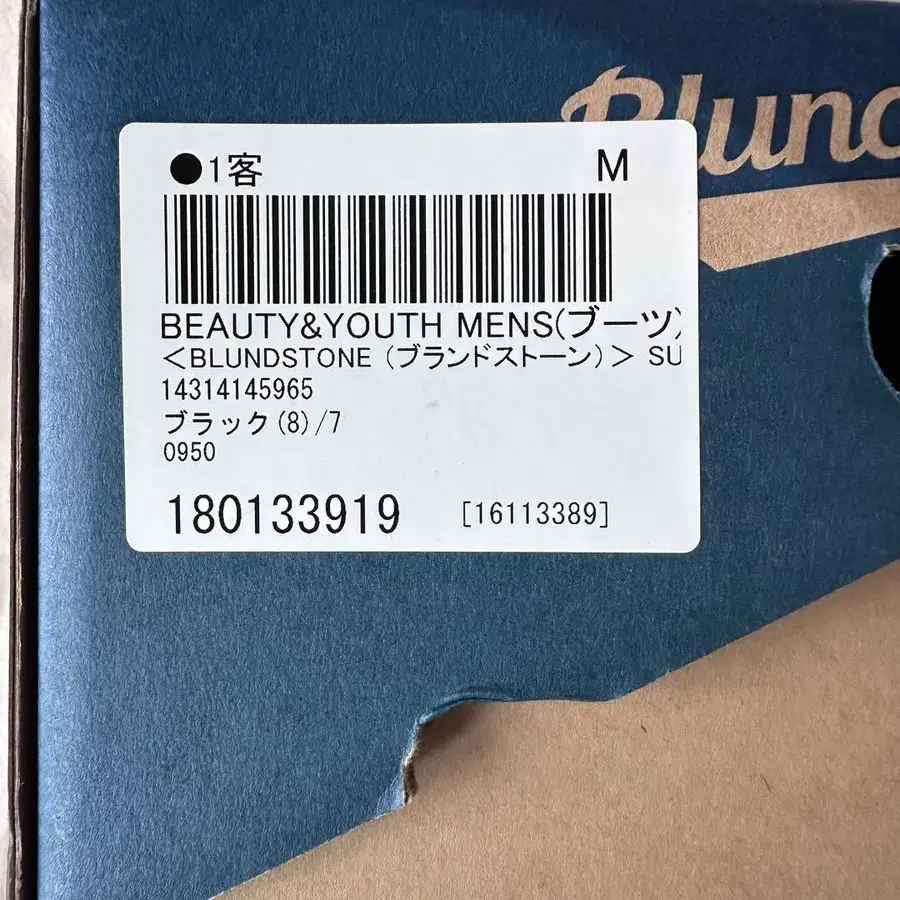 Blund
●1客 M
BEAUTY&YOUTH MENS(ブーツ)
＜BLUNDSTONE (ブランドストーン)＞ SU
14314145965
ブラック(8)/7
0950
180133919 [16113389]